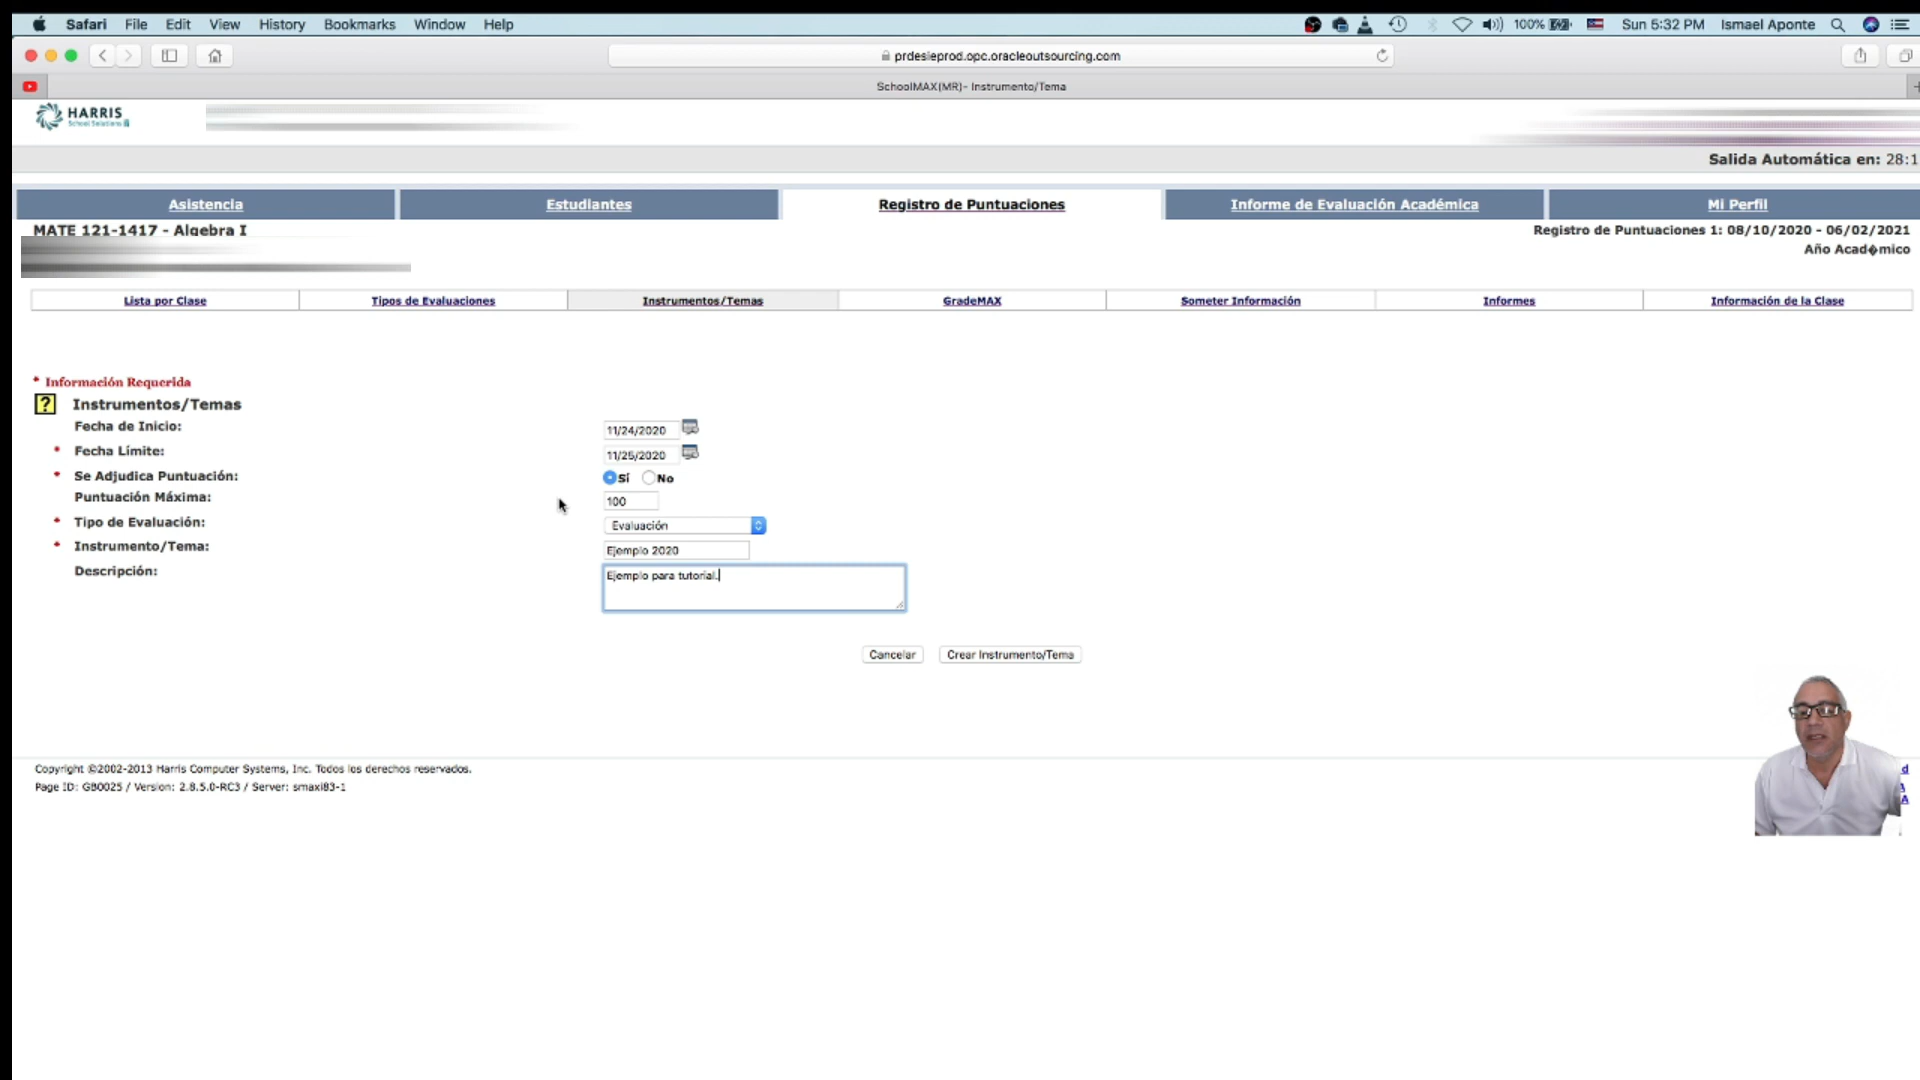 Safari File Edit View History Bookmarks Window Help 100% Sun 5:32 PM Ismael Aponte
prdesieprod.opc.oracleoutsourcing.com
SchoolMAX(MR)- Instrumento/Tema
HARRIS
School Solutions
Salida Automática en: 28:1
Asistencia Estudiantes Registro de Puntuaciones Informe de Evaluación Académica Mi Perfil
MATE 121-1417 - Algebra I Registro de Puntuaciones 1: 08/10/2020 - 06/02/2021
Año Acad�mico
Lista por Clase Tipos de Evaluaciones Instrumentos/Temas GradeMAX Someter Información Informes Información de la Clase
* Información Requerida
? Instrumentos/Temas
Fecha de Inicio: 11/24/2020
* Fecha Límite: 11/25/2020
* Se Adjudica Puntuación: Sí No
Puntuación Máxima: 100
* Tipo de Evaluación: Evaluación
* Instrumento/Tema: Ejemplo 2020
Descripción: Ejemplo para tutorial.
Cancelar Crear Instrumento/Tema
Copyright ©2002-2013 Harris Computer Systems, Inc. Todos los derechos reservados.
Page ID: GB0025 / Version: 2.8.5.0-RC3 / Server: smaxi83-1
d
A
A